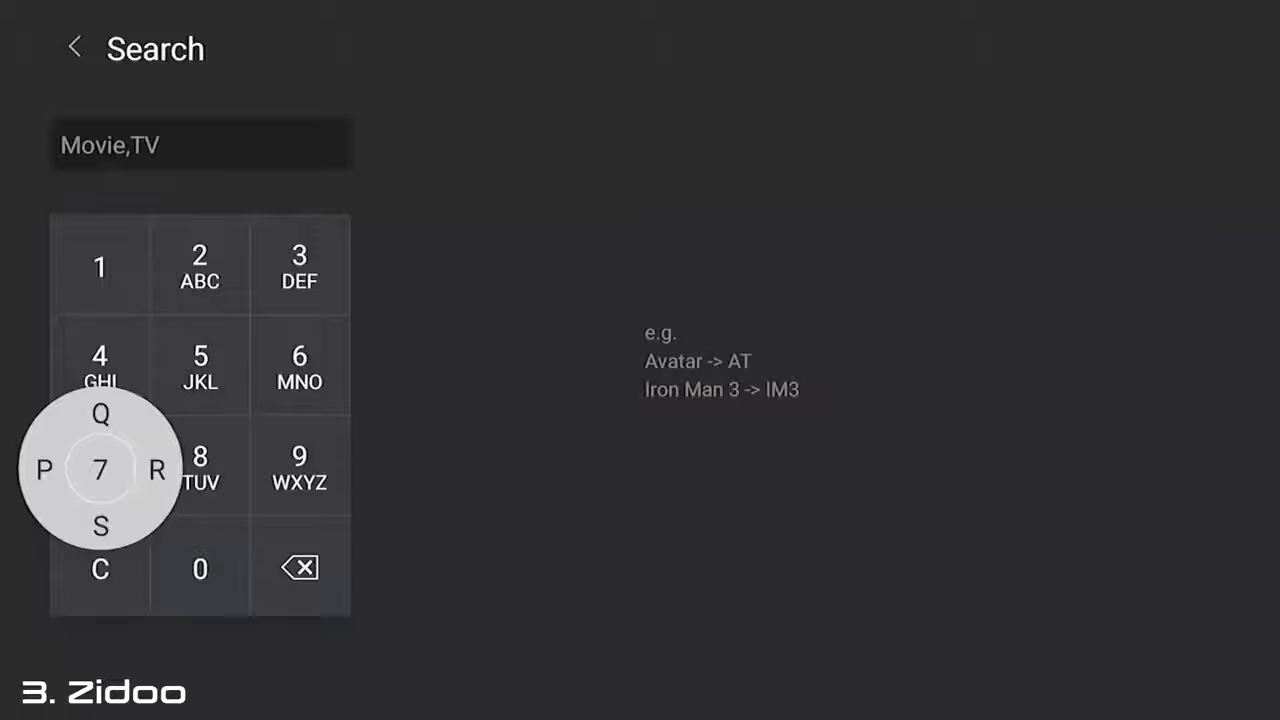 Search
Movie,TV
1 2 3
ABC DEF
4 5 6
GHI JKL MNO
Q
P 7 R 8 9
TUV WXYZ
S
C 0
e.g.
Avatar -> AT
Iron Man 3 -> IM3
3. Zidoo